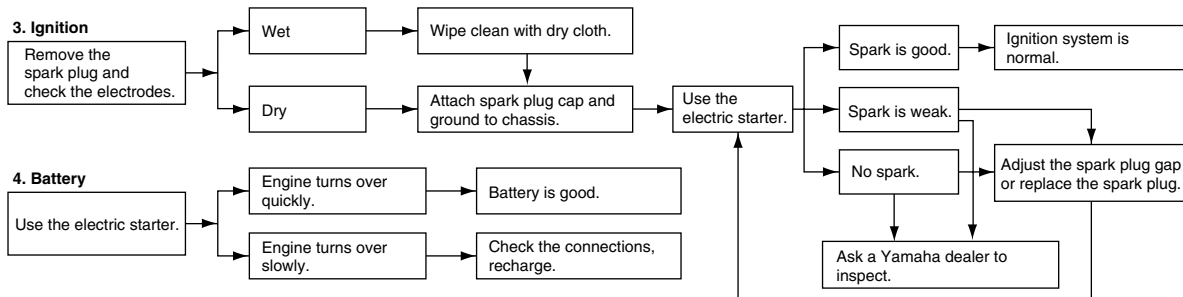 3. Ignition
Remove the
spark plug and
check the electrodes.
Wet
Wipe clean with dry cloth.
Dry
Attach spark plug cap and
ground to chassis.
Use the
electric starter.
Spark is good.
Ignition system is
normal.
Spark is weak.
No spark.
Adjust the spark plug gap
or replace the spark plug.
Ask a Yamaha dealer to
inspect.
4. Battery
Use the electric starter.
Engine turns over
quickly.
Battery is good.
Engine turns over
slowly.
Check the connections,
recharge.